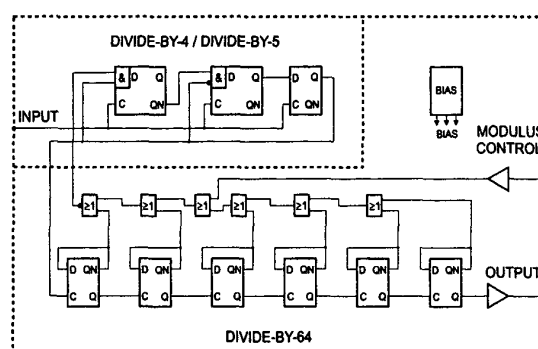 DIVIDE-BY-4 / DIVIDE-BY-5
& D Q & D Q D Q
QN QN
C C C
INPUT
BIAS
BIAS
MODULUS
CONTROL
≥1 ≥1 ≥1 ≥1 ≥1 ≥1
D QN D QN D QN D QN D QN D QN
C Q C Q C Q C Q C Q C Q
OUTPUT
DIVIDE-BY-64